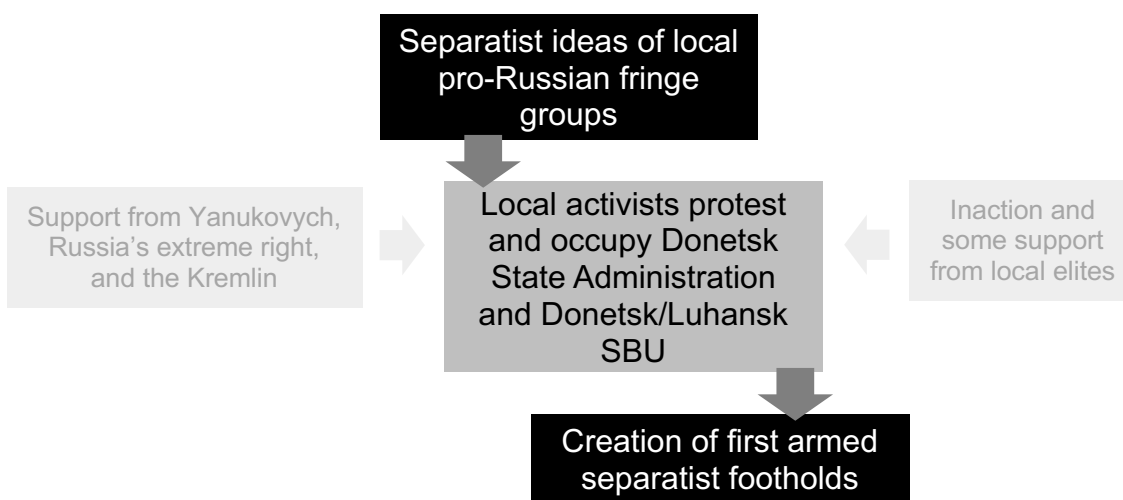 Separatist ideas of local
pro-Russian fringe
groups
Support from Yanukovych,
Russia’s extreme right,
and the Kremlin
Local activists protest
and occupy Donetsk
State Administration
and Donetsk/Luhansk
SBU
Inaction and
some support
from local elites
Creation of first armed
separatist footholds